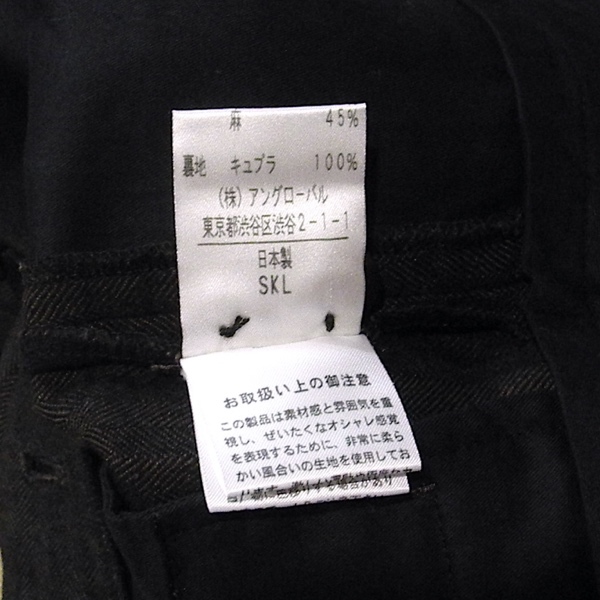 麻 45%
裏地 キュプラ 100%
(株)アングローバル
東京都渋谷区渋谷2-1-1
日本製
SKL
お取扱い上の御注意
この製品は素材感と雰囲気を重
視し、ぜいたくなオシャレ感覚
を表現するために、非常に柔ら
かい風合いの生地を使用してお